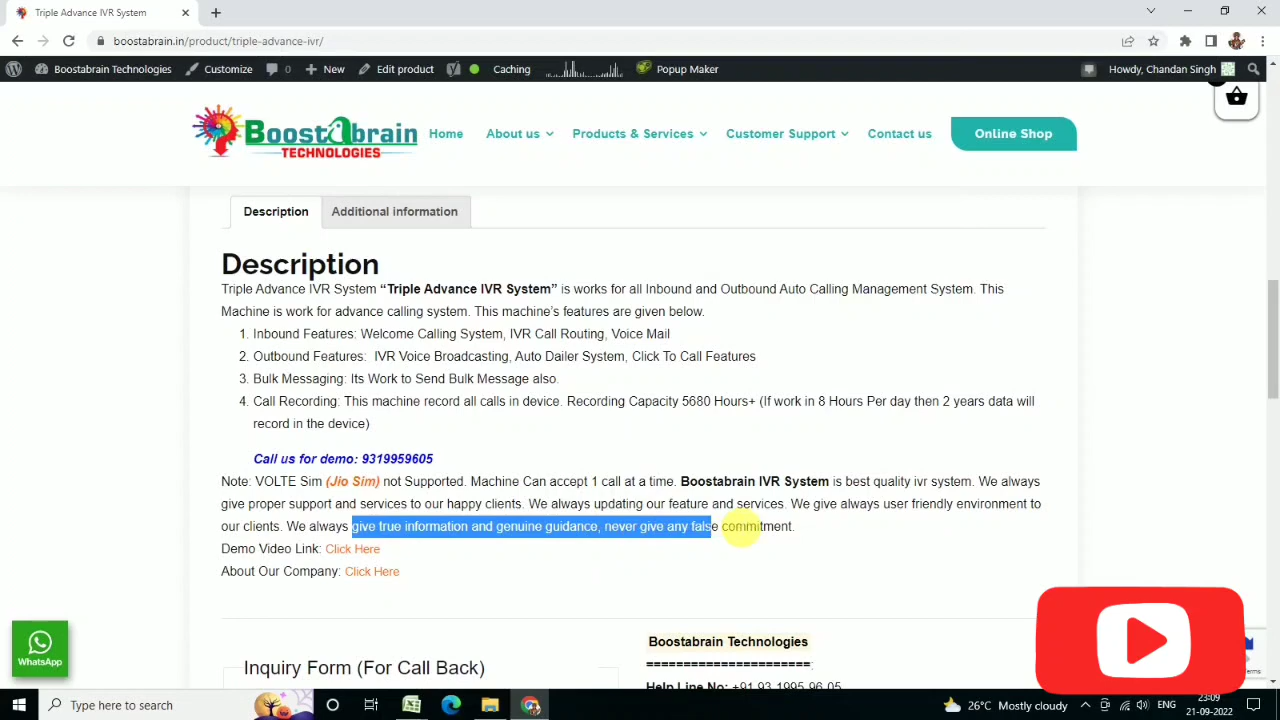 Triple Advance IVR System
boostabrain.in/product/triple-advance-ivr/
Boostabrain Technologies Customize 0 New Edit product Caching Popup Maker Howdy, Chandan Singh
Boostabrain
TECHNOLOGIES
Home About us Products & Services Customer Support Contact us Online Shop
Description Additional information
Description
Triple Advance IVR System “Triple Advance IVR System” is works for all Inbound and Outbound Auto Calling Management System. This
Machine is work for advance calling system. This machine’s features are given below.
1. Inbound Features: Welcome Calling System, IVR Call Routing, Voice Mail
2. Outbound Features: IVR Voice Broadcasting, Auto Dailer System, Click To Call Features
3. Bulk Messaging: Its Work to Send Bulk Message also.
4. Call Recording: This machine record all calls in device. Recording Capacity 5680 Hours+ (If work in 8 Hours Per day then 2 years data will
record in the device)
Call us for demo: 9319959605
Note: VOLTE Sim (Jio Sim) not Supported. Machine Can accept 1 call at a time. Boostabrain IVR System is best quality ivr system. We always
give proper support and services to our happy clients. We always updating our feature and services. We give always user friendly environment to
our clients. We always give true information and genuine guidance, never give any false commitment.
Demo Video Link: Click Here
About Our Company: Click Here
Inquiry Form (For Call Back)
Boostabrain Technologies
======================:
Help Line No: +91 93 1995 96 05
WhatsApp
Type here to search
26°C Mostly cloudy
ENG
23:09
21-09-2022